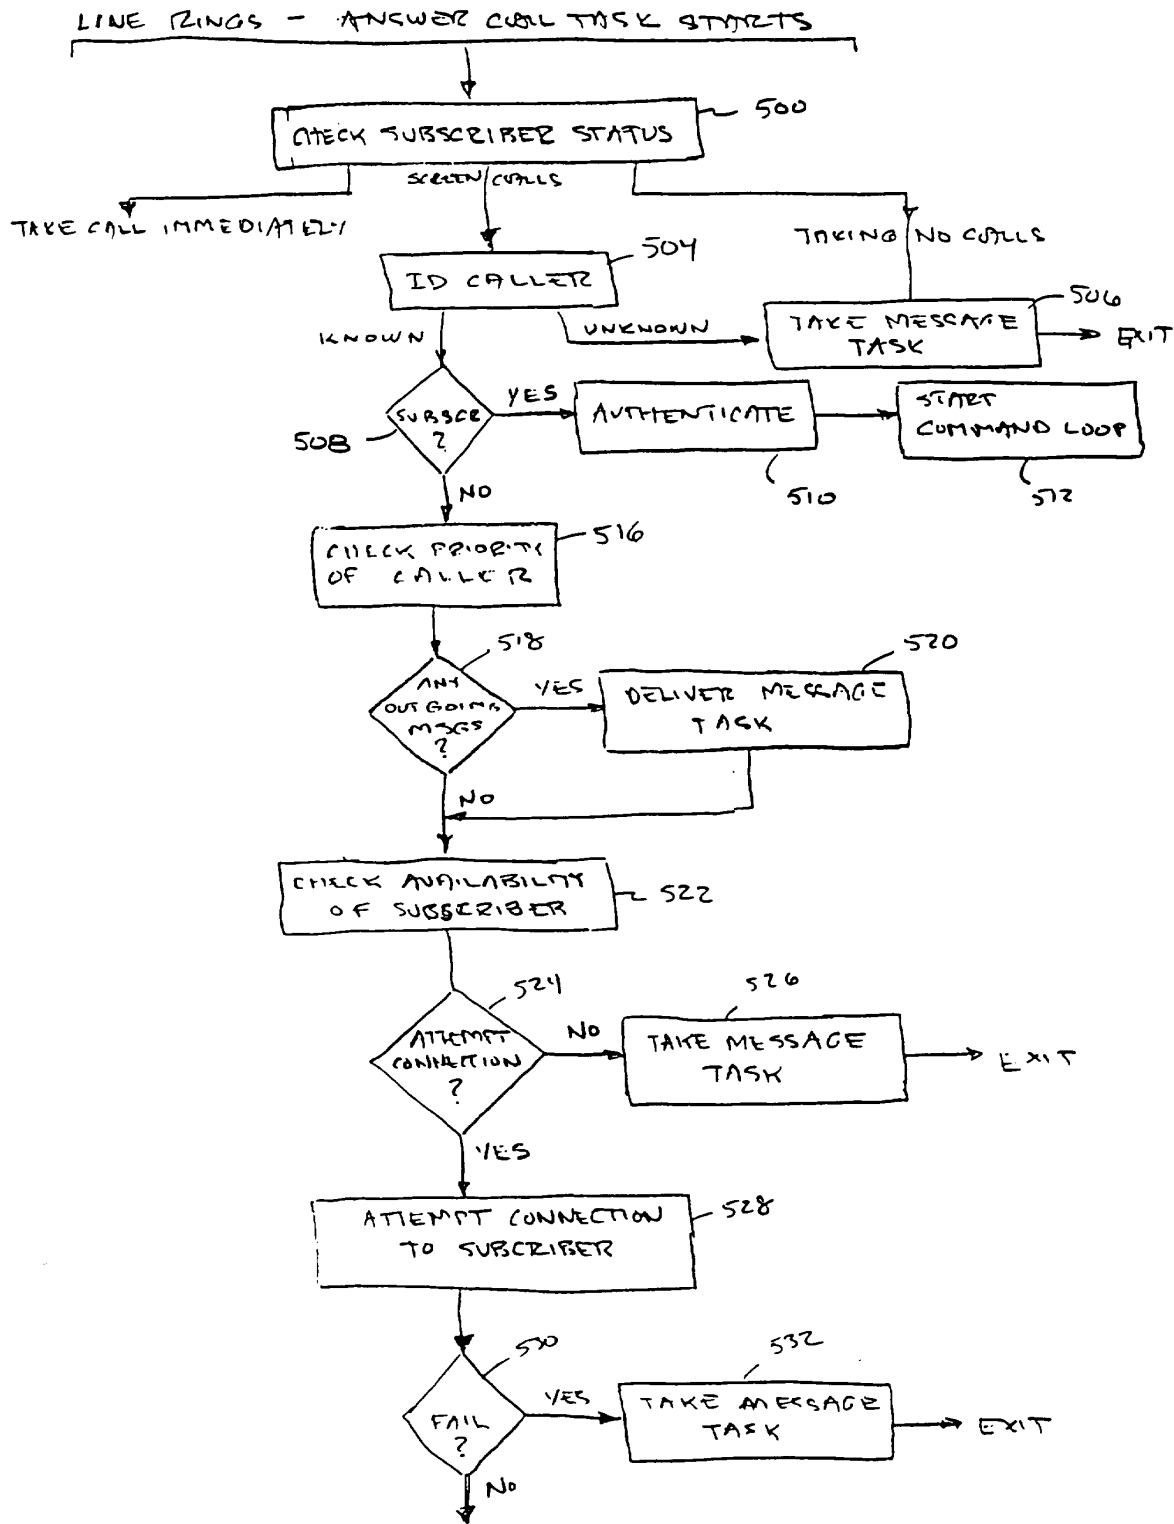 LINE RINGS - ANSWER CALL TASK STARTS
500
CHECK SUBSCRIBER STATUS
SCREEN CALLS
TAKE CALL IMMEDIATELY
TAKING NO CALLS
504
ID CALLER
506
KNOWN
UNKNOWN
TAKE MESSAGE
TASK
EXIT
SUBSCR
?
508
YES
AUTHENTICATE
510
START
COMMAND LOOP
512
NO
CHECK PRIORITY
OF CALLER
516
518
ANY
OUTGOING
MSGS
?
YES
520
DELIVER MESSAGE
TASK
NO
CHECK AVAILABILITY
OF SUBSCRIBER
522
524
ATTEMPT
CONNECTION
?
NO
526
TAKE MESSAGE
TASK
EXIT
YES
ATTEMPT CONNECTION
TO SUBCRIBER
528
530
FAIL
?
YES
532
TAKE MESSAGE
TASK
EXIT
NO